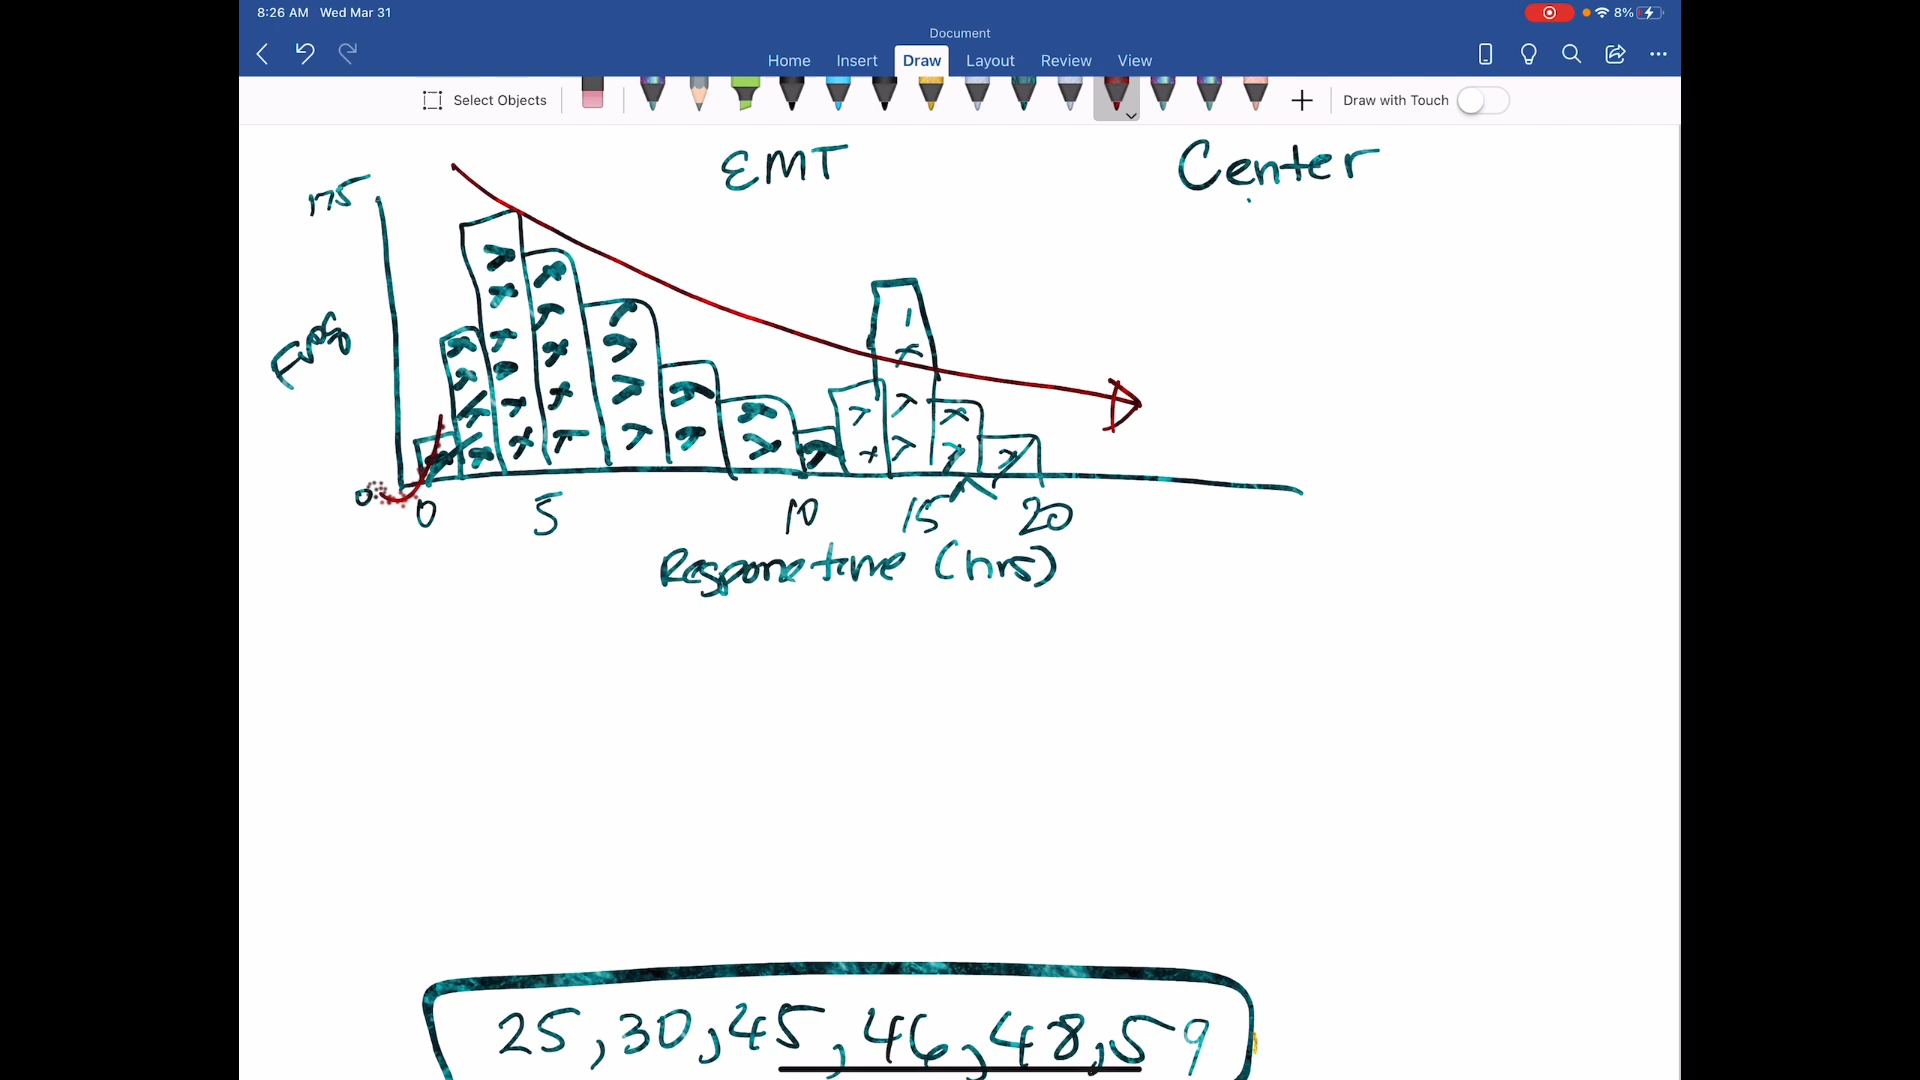 8:26 AM Wed Mar 31
8%
Document
Home Insert Draw Layout Review View
Select Objects
Draw with Touch
EMT
Center
175
0
0 5 10 15 20
Response time (hrs)
25, 30, 45, 46, 48, 59